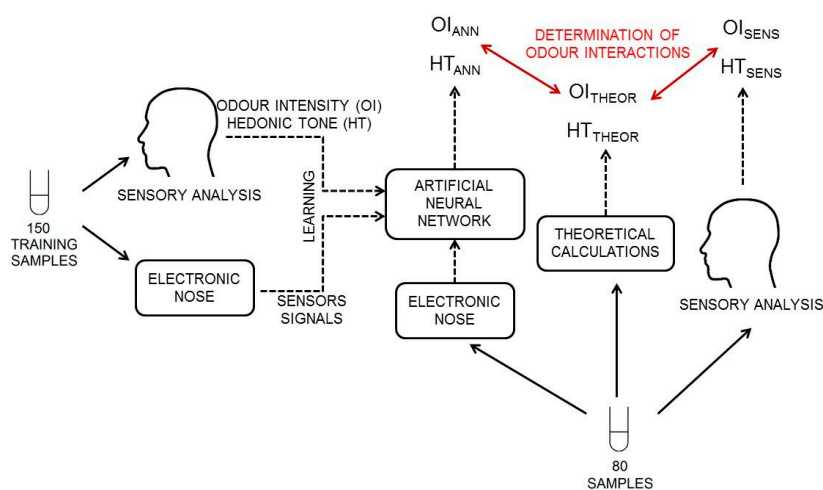 OI_ANN
HT_ANN
DETERMINATION OF
ODOUR INTERACTIONS
OI_SENS
HT_SENS
OI_THEOR
HT_THEOR
ODOUR INTENSITY (OI)
HEDONIC TONE (HT)
SENSORY ANALYSIS
LEARNING
ARTIFICIAL
NEURAL
NETWORK
150
TRAINING
SAMPLES
ELECTRONIC
NOSE
SENSORS
SIGNALS
THEORETICAL
CALCULATIONS
ELECTRONIC
NOSE
SENSORY ANALYSIS
80
SAMPLES